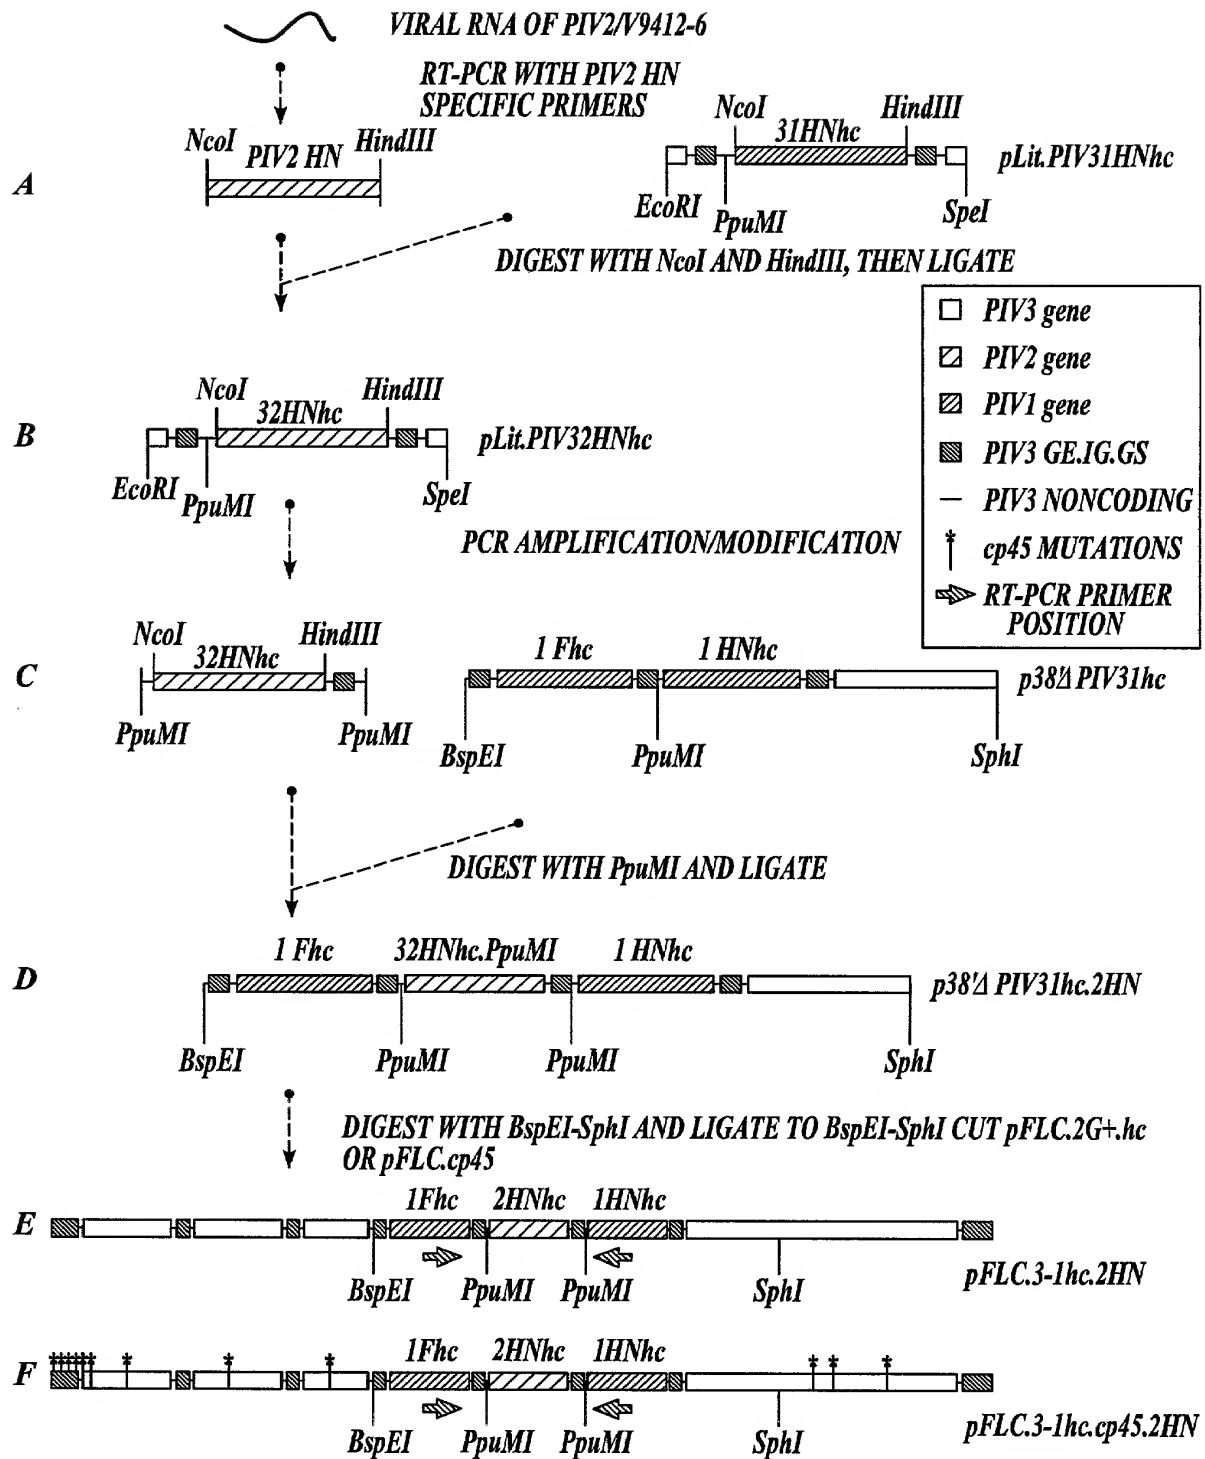 VIRAL RNA OF PIV2/V9412-6
RT-PCR WITH PIV2 HN
SPECIFIC PRIMERS
NcoI
PIV2 HN
HindIII
A
NcoI
HindIII
31HNhc
pLit.PIV31HNhc
EcoRI
PpuMI
SpeI
DIGEST WITH NcoI AND HindIII, THEN LIGATE
PIV3 gene
PIV2 gene
PIV1 gene
PIV3 GE.IG.GS
PIV3 NONCODING
cp45 MUTATIONS
RT-PCR PRIMER
POSITION
NcoI
HindIII
32HNhc
B
pLit.PIV32HNhc
EcoRI
PpuMI
SpeI
PCR AMPLIFICATION/MODIFICATION
NcoI
HindIII
32HNhc
C
PpuMI
PpuMI
1 Fhc
1 HNhc
p38'Δ PIV31hc
BspEI
PpuMI
SphI
DIGEST WITH PpuMI AND LIGATE
1 Fhc
32HNhc.PpuMI
1 HNhc
D
p38'Δ PIV31hc.2HN
BspEI
PpuMI
PpuMI
SphI
DIGEST WITH BspEI-SphI AND LIGATE TO BspEI-SphI CUT pFLC.2G+.hc
OR pFLC.cp45
1Fhc
2HNhc
1HNhc
E
BspEI
PpuMI
PpuMI
SphI
pFLC.3-1hc.2HN
1Fhc
2HNhc
1HNhc
F
BspEI
PpuMI
PpuMI
SphI
pFLC.3-1hc.cp45.2HN